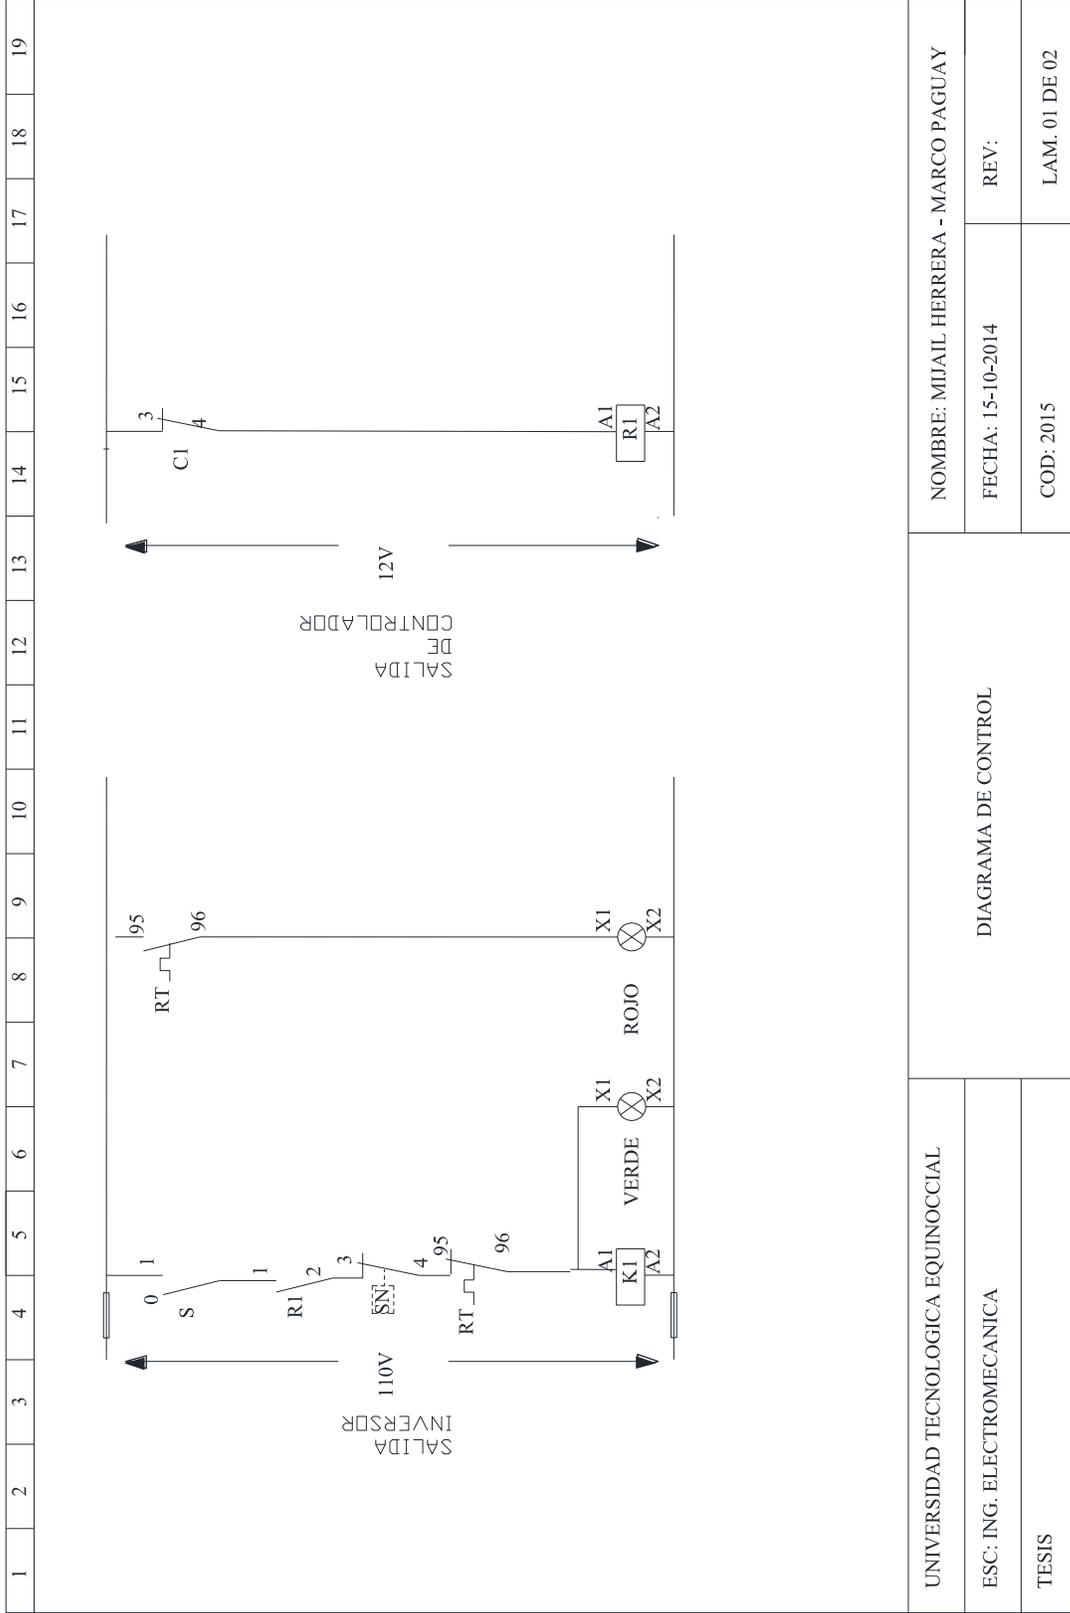 1 2 3 4 5 6 7 8 9 10 11 12 13 14 15 16 17 18 19
SALIDA
INVERSOR
110V
0
1
S
1
R1
2
3
SN
4
95
RT
96
A1
K1
A2
VERDE
X1
X2
95
RT
96
ROJO
X1
X2
SALIDA
DE
CONTROLADOR
12V
C1
3
4
A1
R1
A2
UNIVERSIDAD TECNOLOGICA EQUINOCCIAL
ESC: ING. ELECTROMECANICA
TESIS
DIAGRAMA DE CONTROL
NOMBRE: MIJAIL HERRERA - MARCO PAGUAY
FECHA: 15-10-2014
REV:
COD: 2015
LAM. 01 DE 02